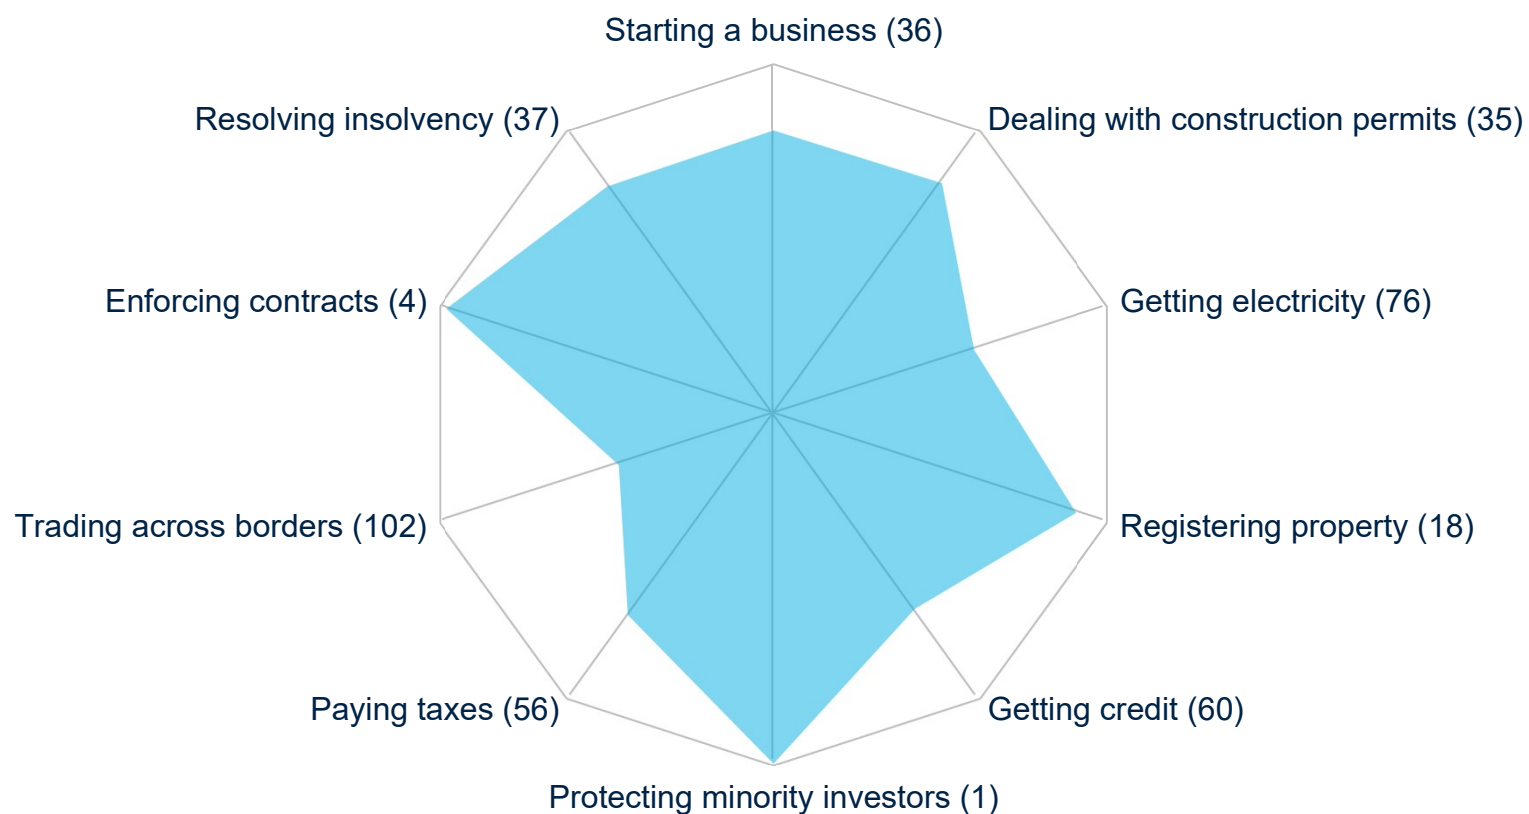 Starting a business (36)
Resolving insolvency (37)
Dealing with construction permits (35)
Enforcing contracts (4)
Getting electricity (76)
Trading across borders (102)
Registering property (18)
Paying taxes (56)
Getting credit (60)
Protecting minority investors (1)